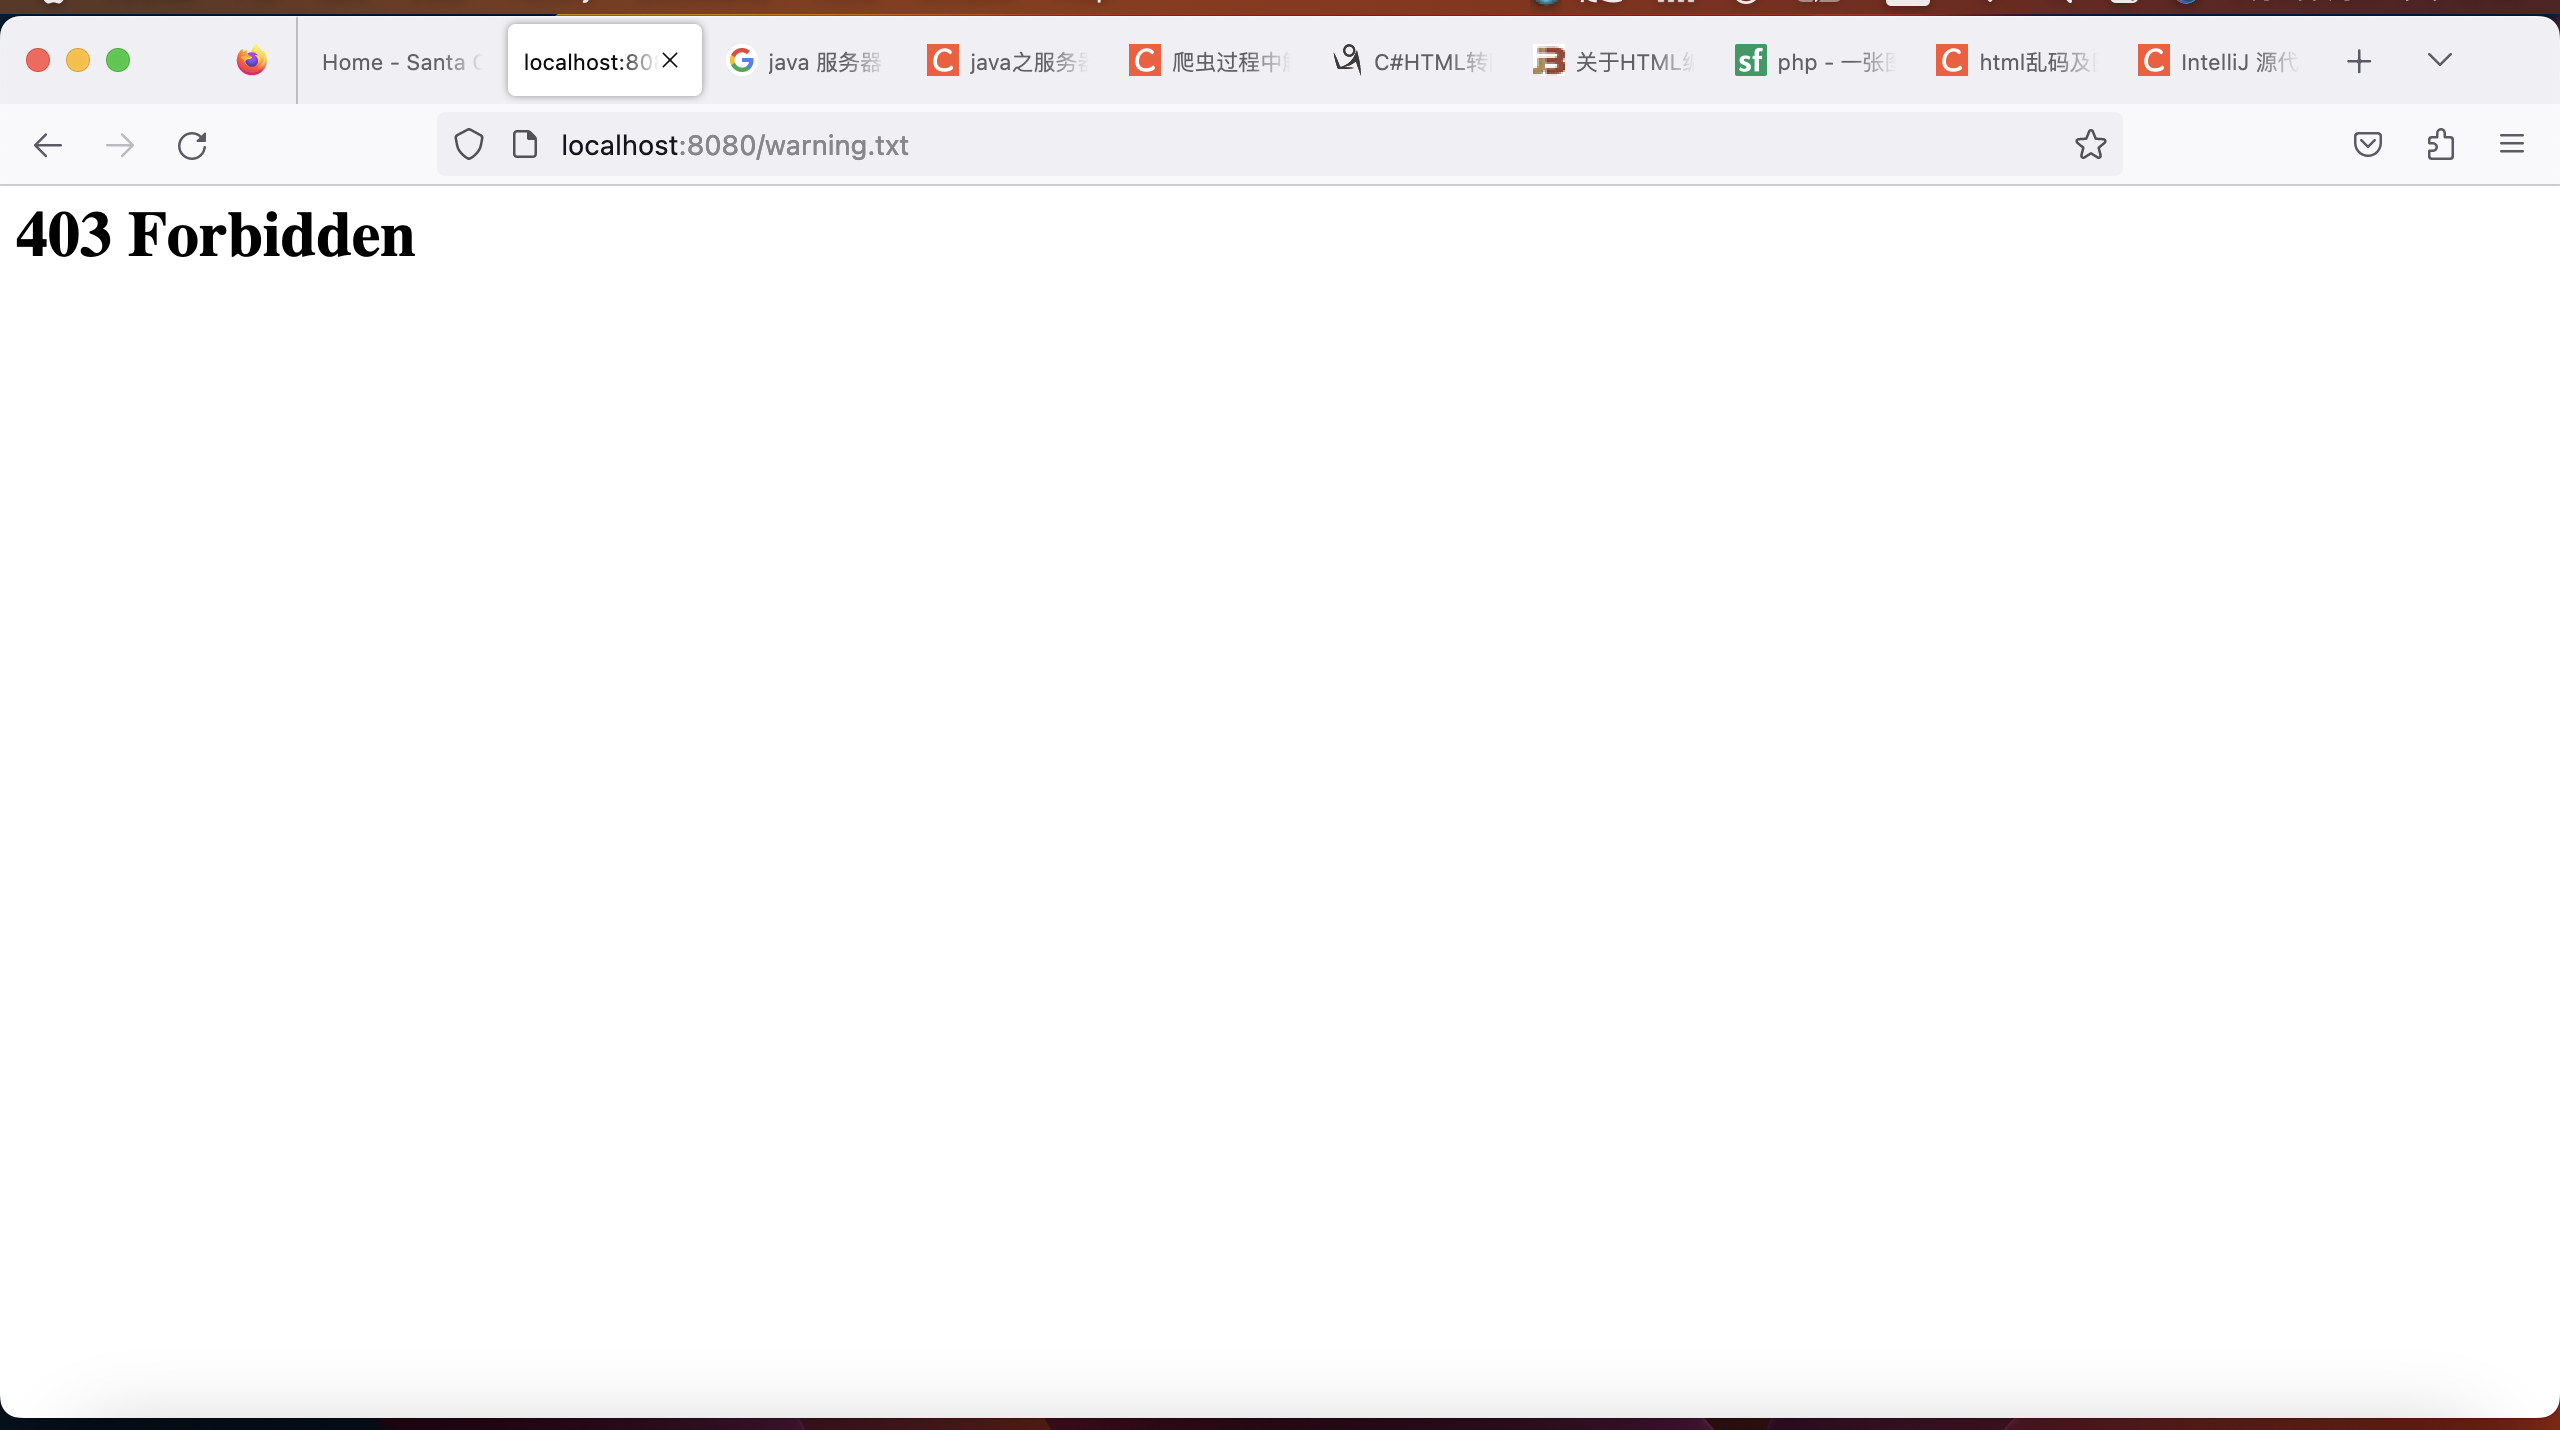 Home - Santa
localhost:80
java 服务器
java之服务器
爬虫过程中
C#HTML转
关于HTML
php - 一张
html乱码及
IntelliJ 源代
localhost:8080/warning.txt
403 Forbidden